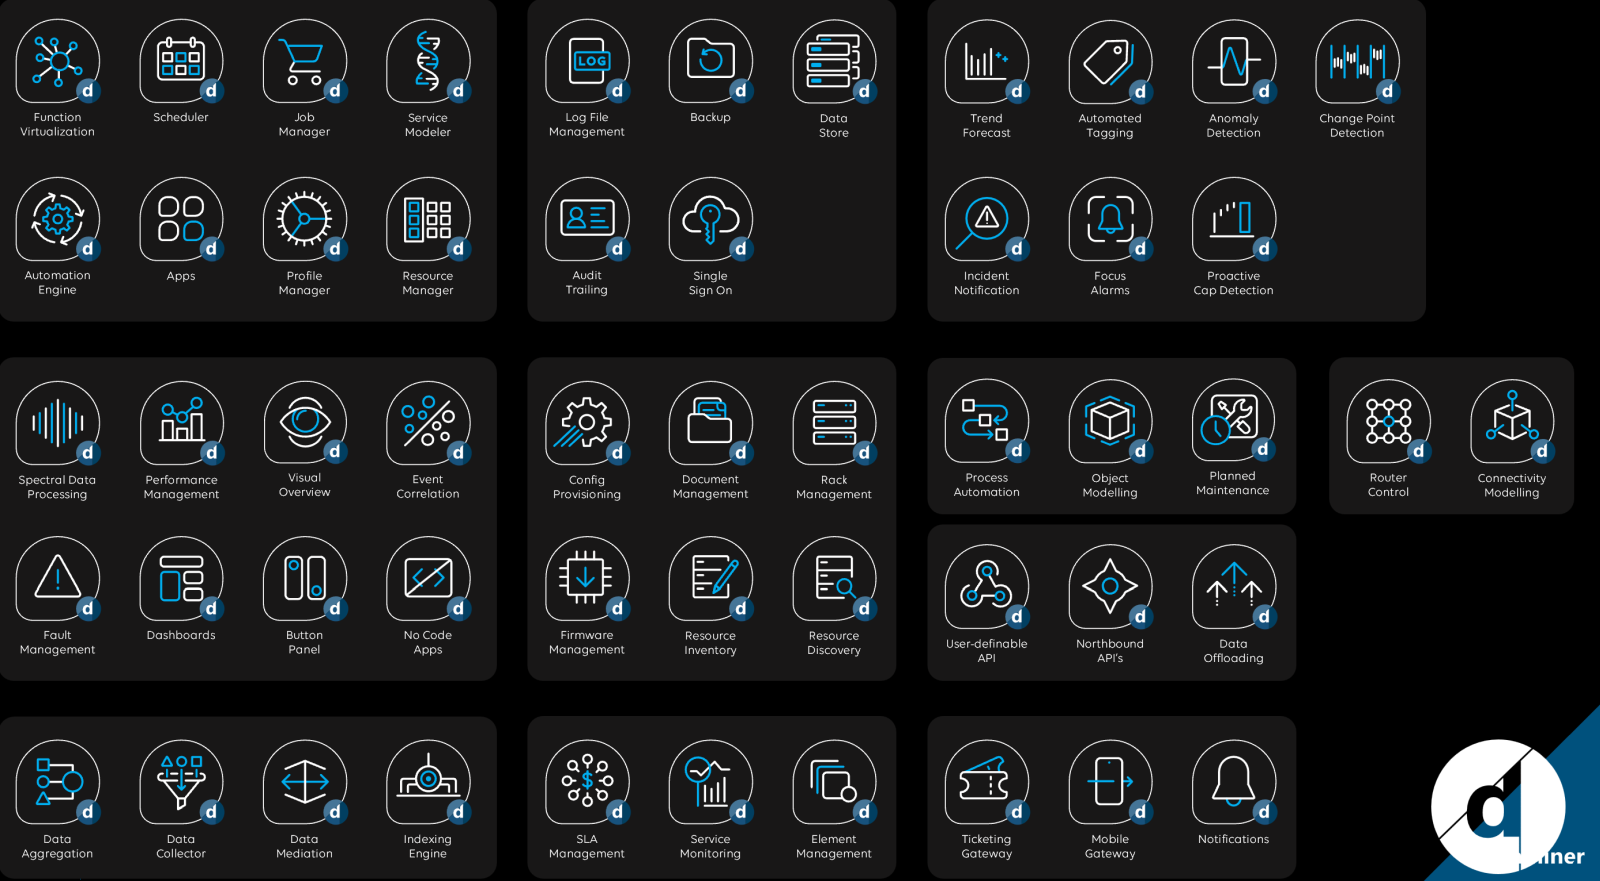 Function
Virtualization
Scheduler
Job
Manager
Service
Modeler
Automation
Engine
Apps
Profile
Manager
Resource
Manager
LOG
Log File
Management
Backup
Data
Store
Audit
Trailing
Single
Sign On
Trend
Forecast
Automated
Tagging
Anomaly
Detection
Change Point
Detection
Incident
Notification
Focus
Alarms
Proactive
Cap Detection
Spectral Data
Processing
Performance
Management
Visual
Overview
Event
Correlation
Fault
Management
Dashboards
Button
Panel
No Code
Apps
Config
Provisioning
Document
Management
Rack
Management
Firmware
Management
Resource
Inventory
Resource
Discovery
Process
Automation
Object
Modelling
Planned
Maintenance
Router
Control
Connectivity
Modelling
User-definable
API
Northbound
API's
Data
Offloading
Data
Aggregation
Data
Collector
Data
Mediation
Indexing
Engine
$
SLA
Management
Service
Monitoring
Element
Management
Ticketing
Gateway
Mobile
Gateway
Notifications
d